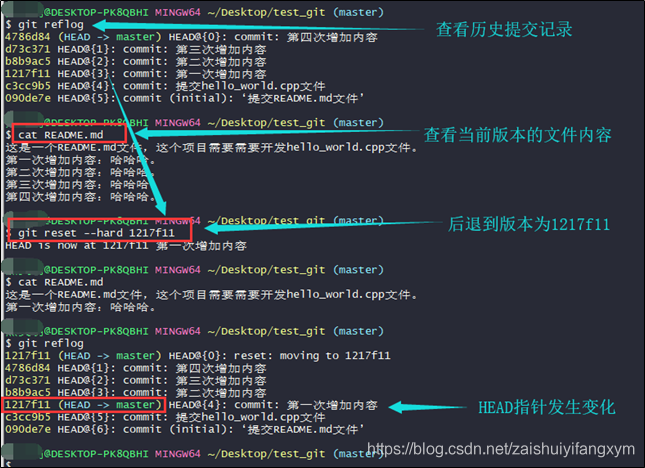 @DESKTOP-PK8QBHI MINGW64 ~/Desktop/test_git (master)
$ git reflog
查看历史提交记录
4786d84 (HEAD -> master) HEAD@{0}: commit: 第四次增加内容
d73c371 HEAD@{1}: commit: 第三次增加内容
b8b9ac5 HEAD@{2}: commit: 第二次增加内容
1217f11 HEAD@{3}: commit: 第一次增加内容
c3cc9b5 HEAD@{4}: commit: 提交hello_world.cpp文件
090de7e HEAD@{5}: commit (initial): ‘提交README.md文件’
@DESKTOP-PK8QBHI MINGW64 ~/Desktop/test_git (master)
$ cat README.md
查看当前版本的文件内容
这是一个README.md文件，这个项目需要需要开发hello_world.cpp文件。
第一次增加内容：哈哈哈。
第二次增加内容：哈哈哈。
第三次增加内容：哈哈哈。
第四次增加内容：哈哈哈。
@DESKTOP-PK8QBHI MINGW64 ~/Desktop/test_git (master)
$ git reset --hard 1217f11
后退到版本为1217f11
HEAD is now at 1217f11 第一次增加内容
@DESKTOP-PK8QBHI MINGW64 ~/Desktop/test_git (master)
$ cat README.md
这是一个README.md文件，这个项目需要需要开发hello_world.cpp文件。
第一次增加内容：哈哈哈。
@DESKTOP-PK8QBHI MINGW64 ~/Desktop/test_git (master)
$ git reflog
1217f11 (HEAD -> master) HEAD@{0}: reset: moving to 1217f11
4786d84 HEAD@{1}: commit: 第四次增加内容
d73c371 HEAD@{2}: commit: 第三次增加内容
b8b9ac5 HEAD@{3}: commit: 第二次增加内容
1217f11 (HEAD -> master) HEAD@{4}: commit: 第一次增加内容
HEAD指针发生变化
c3cc9b5 HEAD@{5}: commit: 提交hello_world.cpp文件
090de7e HEAD@{6}: commit (initial): ‘提交README.md文件’
https://blog.csdn.net/zaishuiyifangxym
@DESKTOP-PK8QBHI MINGW64 ~/Desktop/test_git (master)